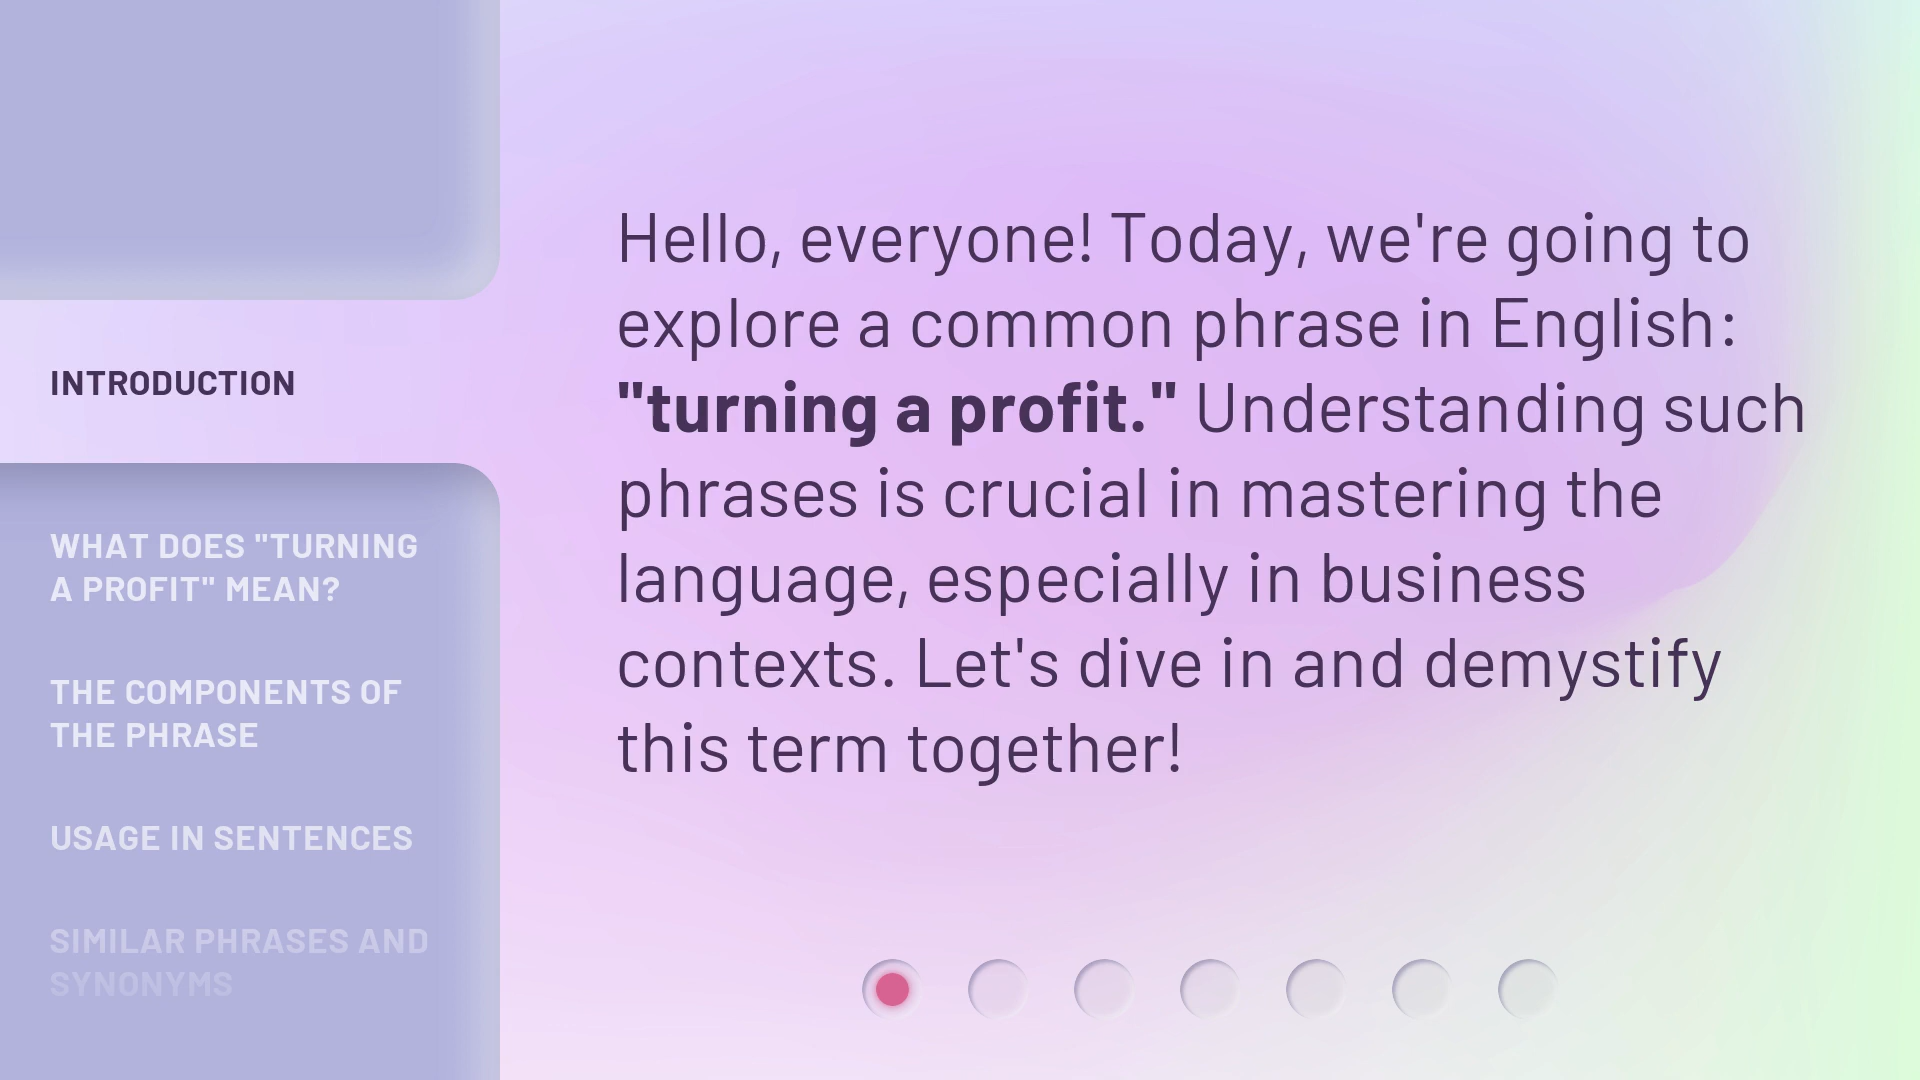 INTRODUCTION
WHAT DOES "TURNING
A PROFIT" MEAN?
THE COMPONENTS OF
THE PHRASE
USAGE IN SENTENCES
SIMILAR PHRASES AND
SYNONYMS
Hello, everyone! Today, we're going to
explore a common phrase in English:
"turning a profit." Understanding such
phrases is crucial in mastering the
language, especially in business
contexts. Let's dive in and demystify
this term together!